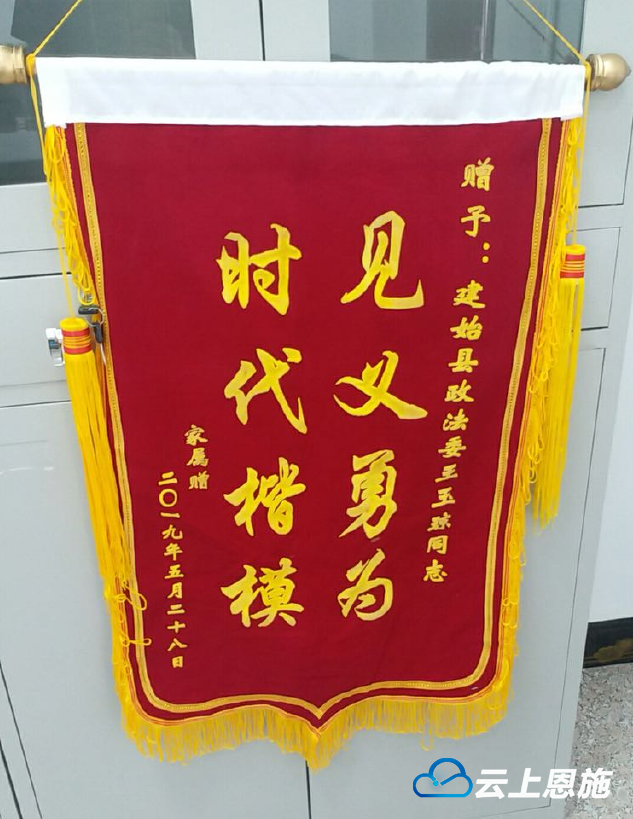 赠予：建始县政法委王玉琼同志
见义勇为
时代楷模
家属赠
二〇一九年五月二十八日
云上恩施